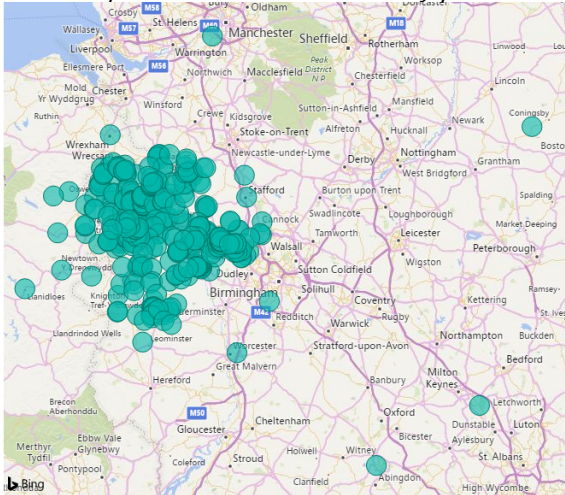 Crosby
M58
Oldham
Wallasey
M57
St Helens
M60
Manchester
M18
Liverpool
Warrington
Sheffield
Rotherham
Ellesmere Port
M56
Peak
District
N P
Worksop
Northwich
Macclesfield
Chesterfield
Linwood
Lincoln
Mold
Yr Wyddgrug
Chester
Winsford
Ruthin
Crewe
Kidsgrove
Sutton-in-Ashfield
Mansfield
Newark
Coningsby
Stoke-on-Trent
Alfreton
Hucknall
Wrexham
Wrecsam
Newcastle-under-Lyme
Derby
Nottingham
West Bridgford
Grantham
Stafford
Burton upon Trent
Spalding
Cannock
Swadlincote
Loughborough
Market Deeping
Tamworth
Leicester
Walsall
Wigston
Peterborough
Newtown
Dudley
Sutton Coldfield
Llanidloes
Birmingham
Solihull
Coventry
Kettering
Ramsey
M42
Redditch
Rugby
St. Ives
Llandrindod Wells
Leominster
Warwick
Northampton
Buckden
Worcester
Stratford-upon-Avon
Bedford
Great Malvern
Hereford
Banbury
Milton
Keynes
Letchworth
Brecon
Aberhonddu
M50
Cheltenham
Oxford
Dunstable
Luton
Gloucester
Bicester
Aylesbury
Ebbw Vale
Glynebwy
Merthyr
Tydfil
Coleford
Stroud
Holwell
Witney
St. Albans
Pontypool
Clanfield
Abingdon
High Wycombe
Bing